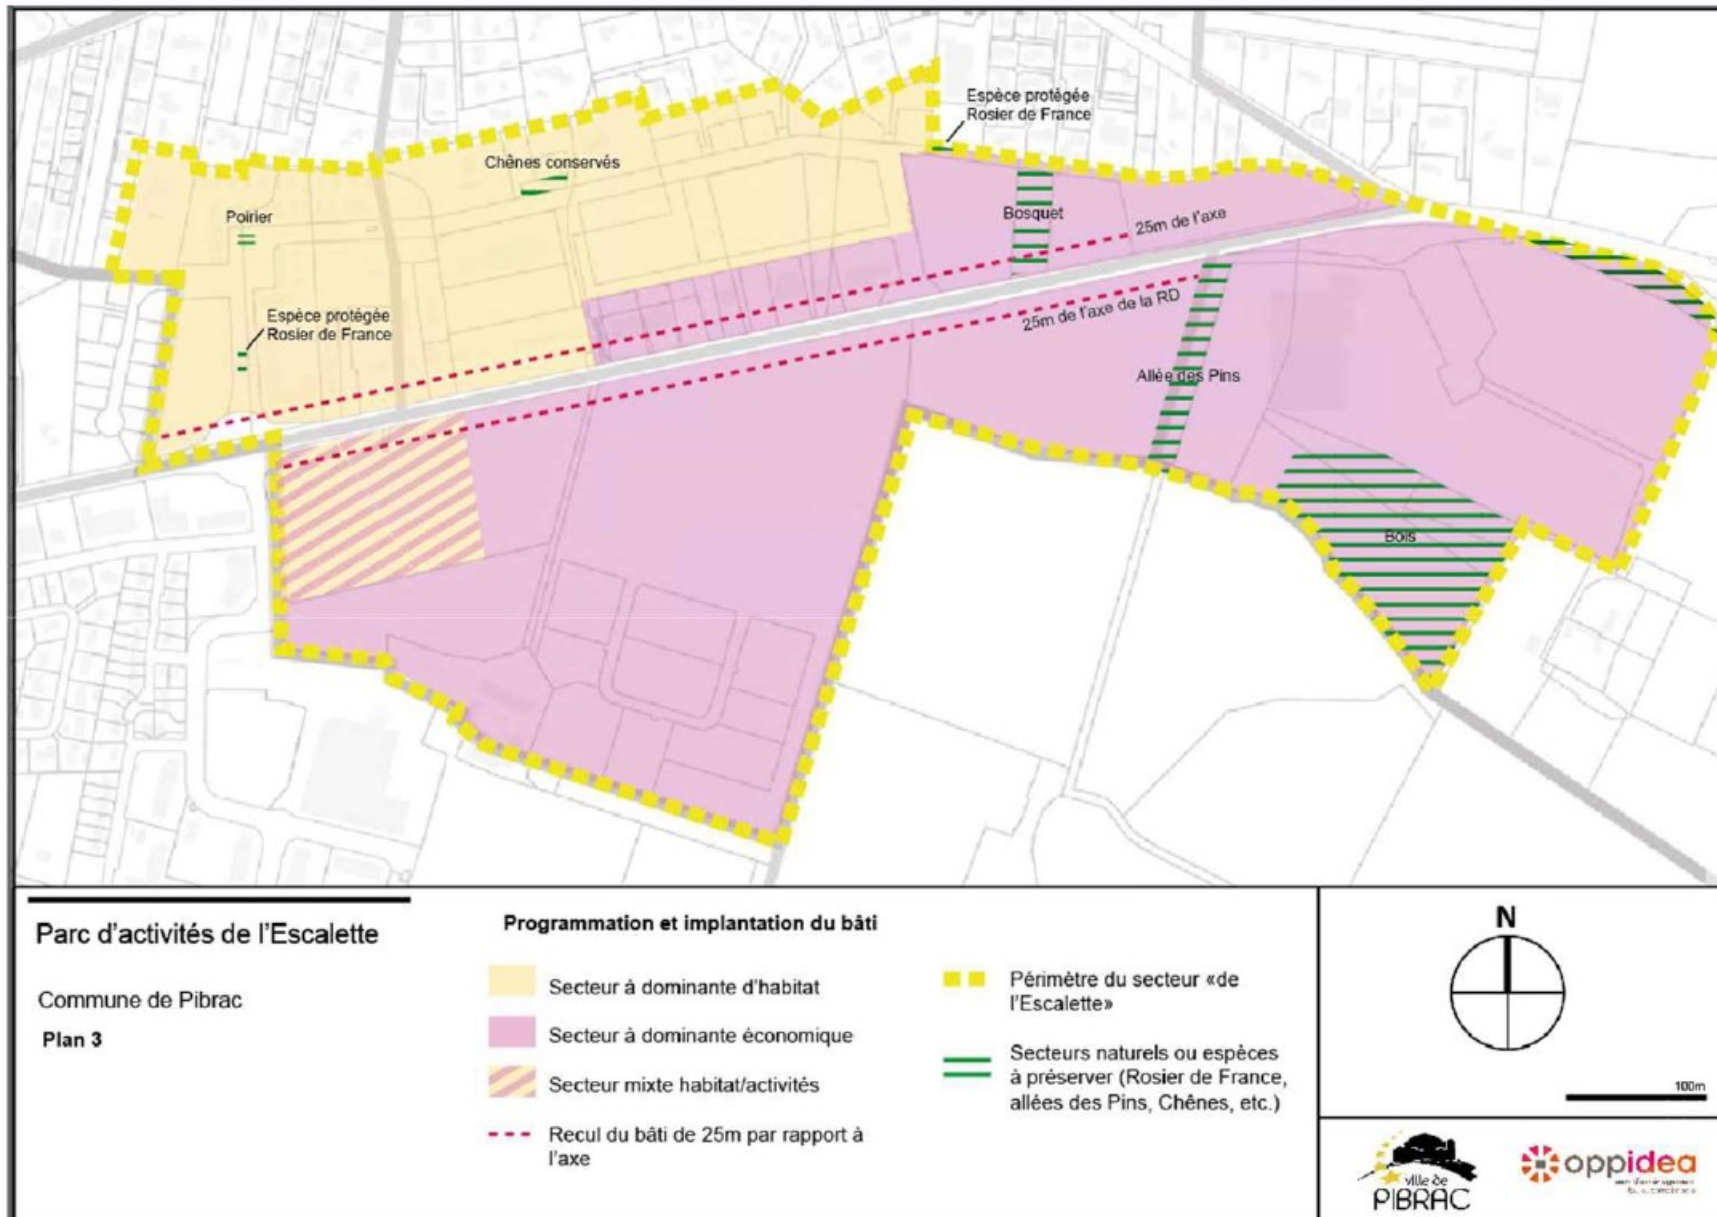 Espèce protégée
Rosier de France
Chênes conservés
Poirier
Bosquet
25m de l'axe
Espèce protégée
Rosier de France
25m de l'axe de la RD
Allée des Pins
Bois
Parc d'activités de l'Escalette
Commune de Pibrac
Plan 3
Programmation et implantation du bâti
Secteur à dominante d'habitat
Secteur à dominante économique
Secteur mixte habitat/activités
Recul du bâti de 25m par rapport à
l'axe
Périmètre du secteur «de
l'Escalette»
Secteurs naturels ou espèces
à préserver (Rosier de France,
allées des Pins, Chênes, etc.)
N
100m
ville de
PIBRAC
oppidea